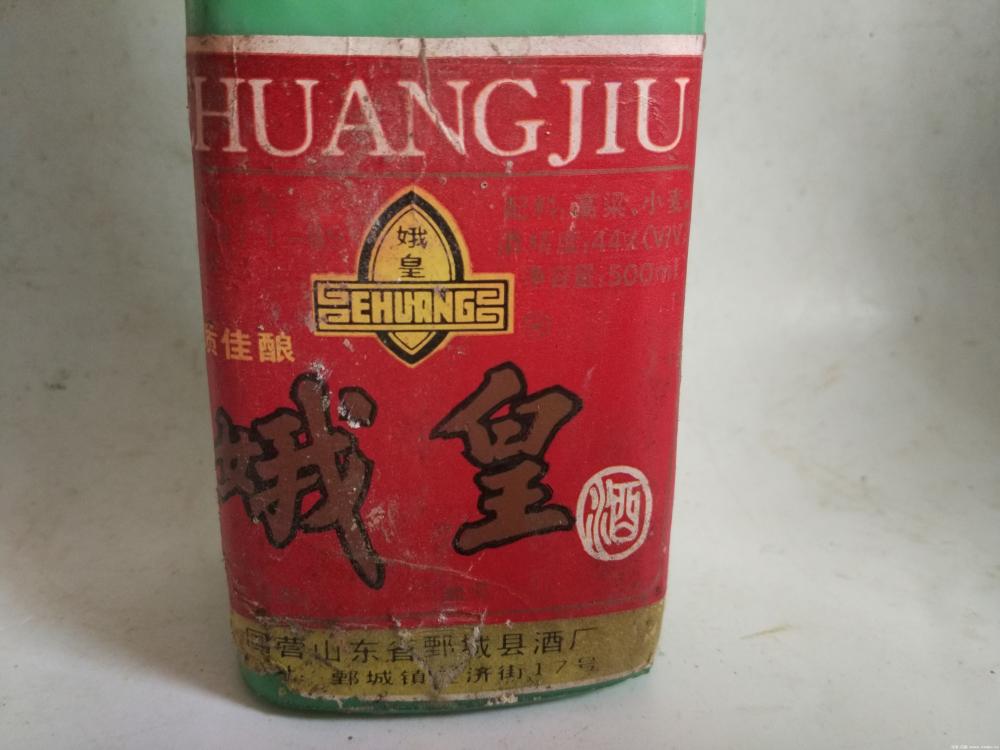 HUANGJIU
配料:高粱、小麦
酒精度:44%(V/V)
净含量:500ml
娥
皇
EHUANG
质佳酿
娥皇
酒
国营山东省鄄城县酒厂
址:鄄城镇 济街17号